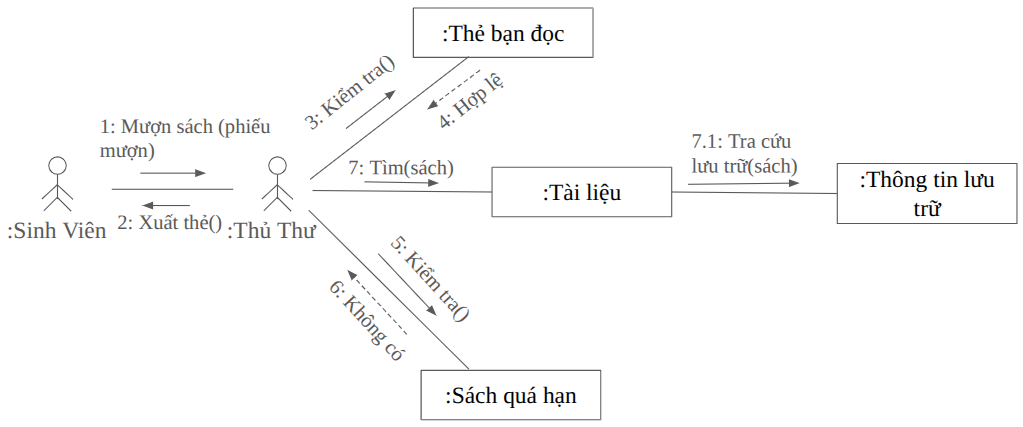 :Thẻ bạn đọc
3: Kiểm tra()
4: Hợp lệ
1: Mượn sách (phiếu
mượn)
7: Tìm(sách)
7.1: Tra cứu
lưu trữ(sách)
:Tài liệu
:Thông tin lưu
trữ
2: Xuất thẻ()
:Sinh Viên
:Thủ Thư
5: Kiểm tra()
6: Không có
:Sách quá hạn